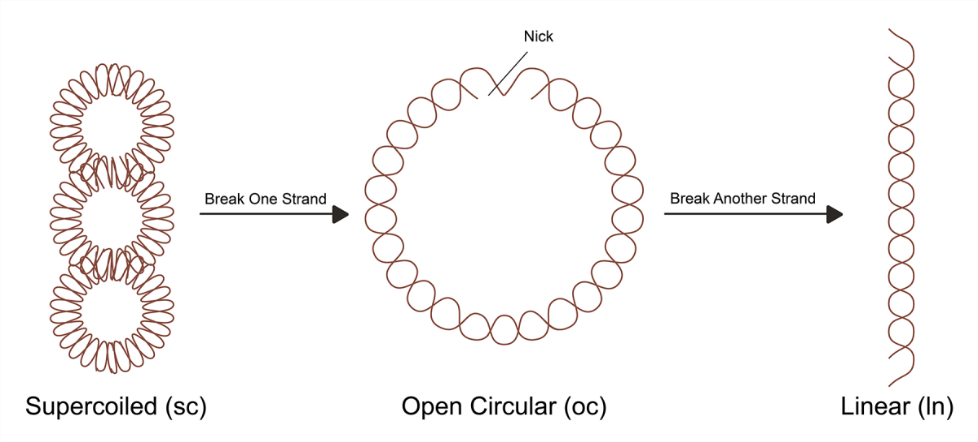 Nick
Break One Strand
Break Another Strand
Supercoiled (sc)
Open Circular (oc)
Linear (ln)